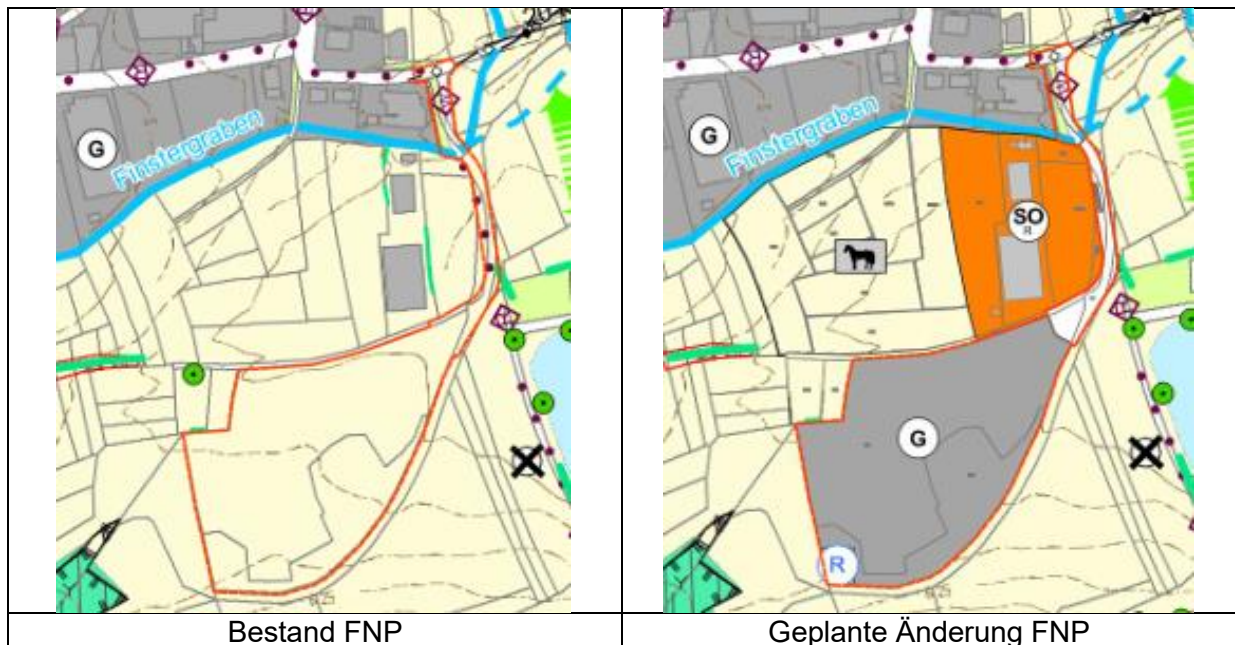 G
Finstergraben
G
Finstergraben
SO
R
G
R
Bestand FNP
Geplante Änderung FNP